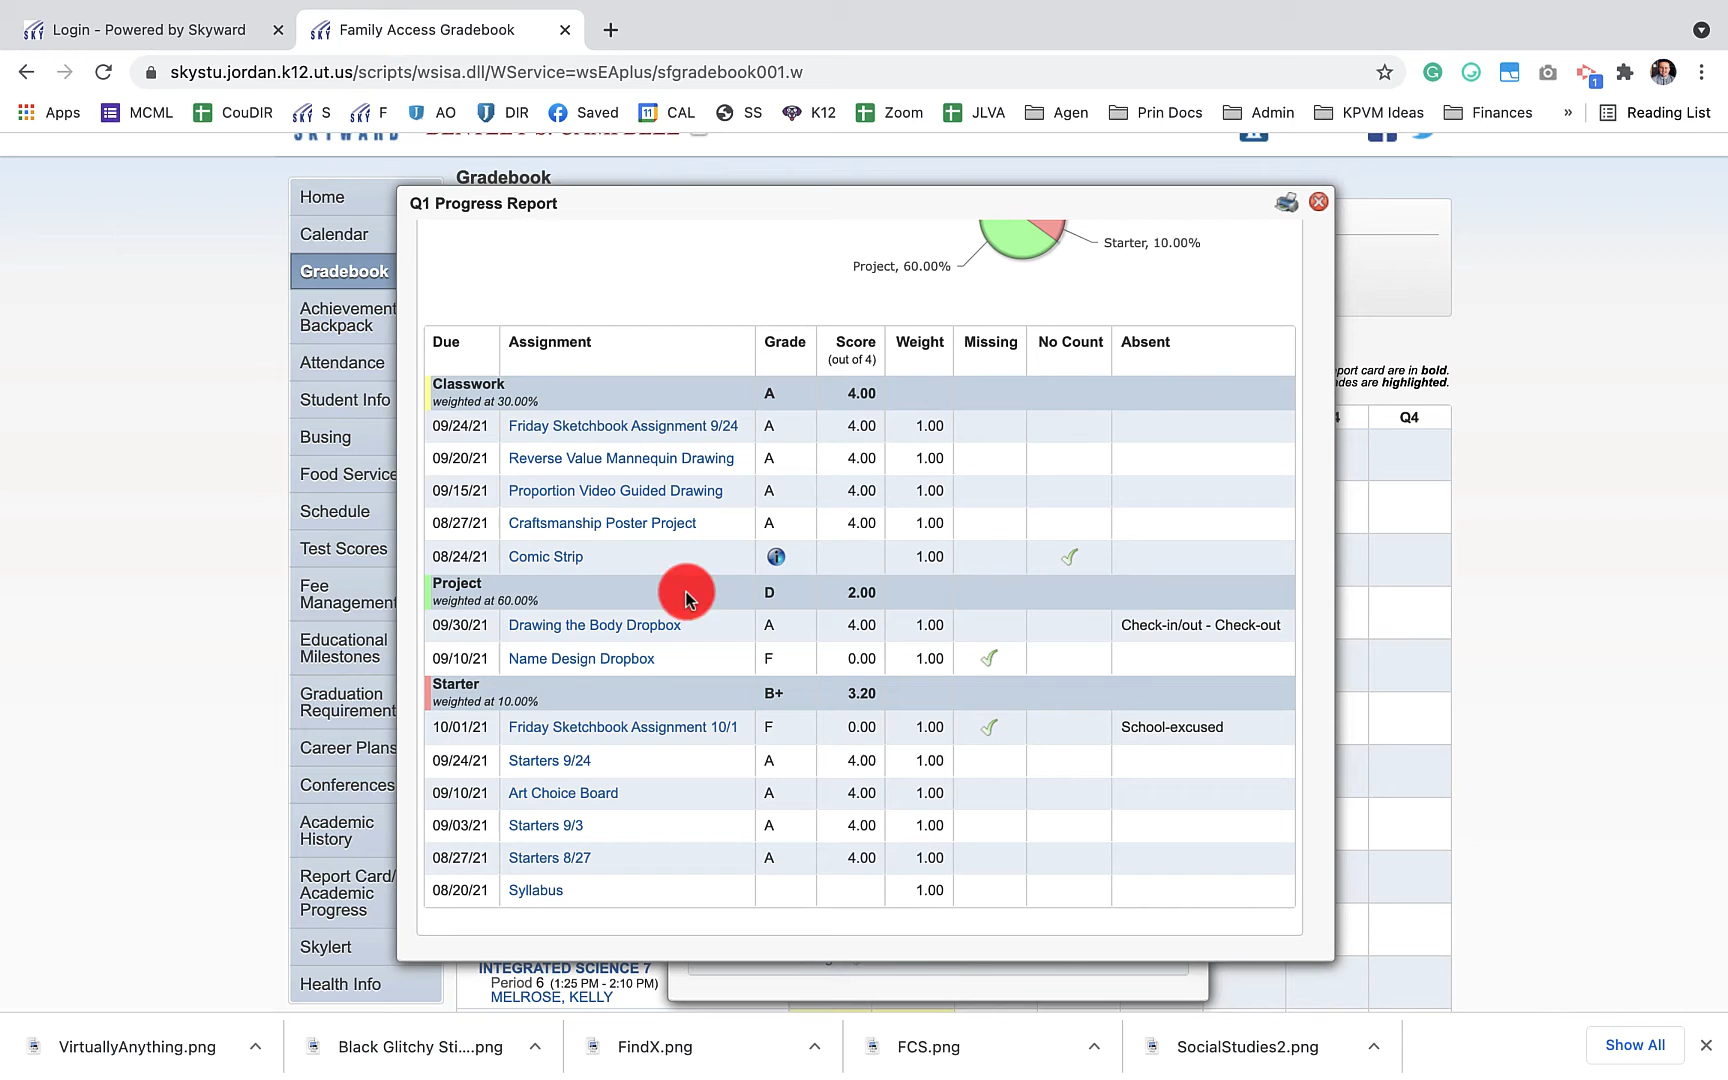 Login - Powered by Skyward
Family Access Gradebook
skystu.jordan.k12.ut.us/scripts/wsisa.dll/WService=wsEAplus/sfgradebook001.w
1
Apps MCML CouDIR S F AO DIR Saved 11 CAL SS K12 Zoom JLVA Agen Prin Docs Admin KPVM Ideas Finances » Reading List
Gradebook
Home
Calendar
Gradebook
Achievement
Backpack
Attendance
Student Info
Busing
Food Service
Schedule
Test Scores
Fee
Management
Educational
Milestones
Graduation
Requirement
Career Plans
Conferences
Academic
History
Report Card/
Academic
Progress
Skylert
Health Info
Q1 Progress Report
Starter, 10.00%
Project, 60.00%
Due Assignment Grade Score Weight Missing No Count Absent
(out of 4)
Classwork A 4.00
weighted at 30.00%
09/24/21 Friday Sketchbook Assignment 9/24 A 4.00 1.00
09/20/21 Reverse Value Mannequin Drawing A 4.00 1.00
09/15/21 Proportion Video Guided Drawing A 4.00 1.00
08/27/21 Craftsmanship Poster Project A 4.00 1.00
08/24/21 Comic Strip 1.00
Project D 2.00
weighted at 60.00%
09/30/21 Drawing the Body Dropbox A 4.00 1.00 Check-in/out - Check-out
09/10/21 Name Design Dropbox F 0.00 1.00
Starter B+ 3.20
weighted at 10.00%
10/01/21 Friday Sketchbook Assignment 10/1 F 0.00 1.00 School-excused
09/24/21 Starters 9/24 A 4.00 1.00
09/10/21 Art Choice Board A 4.00 1.00
09/03/21 Starters 9/3 A 4.00 1.00
08/27/21 Starters 8/27 A 4.00 1.00
08/20/21 Syllabus 1.00
port card are in bold.
des are highlighted.
Q4
INTEGRATED SCIENCE 7
Period 6 (1:25 PM - 2:10 PM)
MELROSE, KELLY
VirtuallyAnything.png
Black Glitchy Sti....png
FindX.png
FCS.png
SocialStudies2.png
Show All